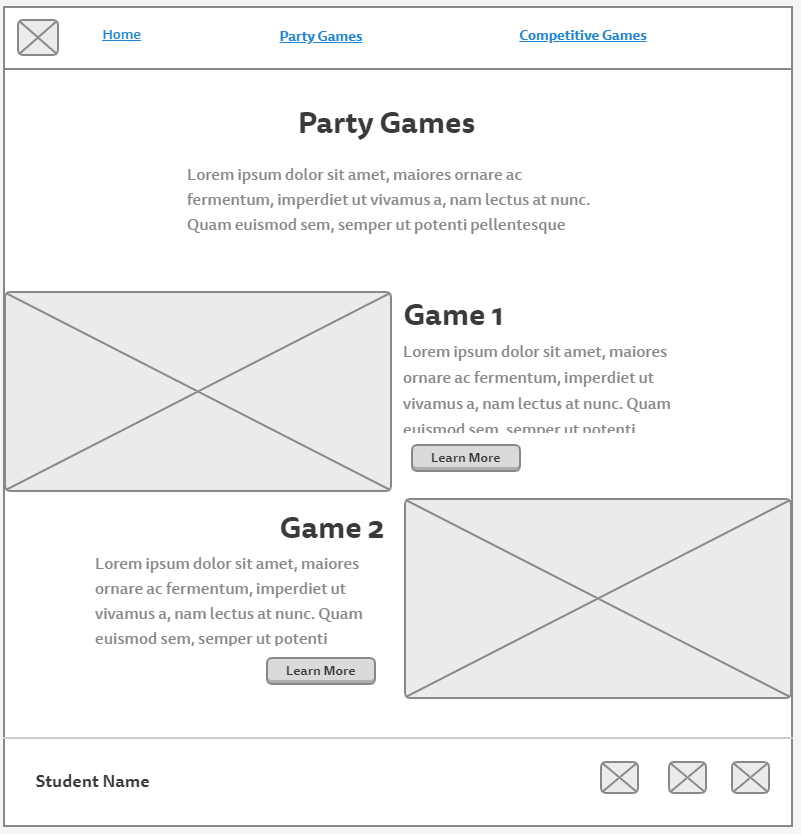 Home
Party Games
Competitive Games
Party Games
Lorem ipsum dolor sit amet, maiores ornare ac
fermentum, imperdiet ut vivamus a, nam lectus at nunc.
Quam euismod sem, semper ut potenti pellentesque
Game 1
Lorem ipsum dolor sit amet, maiores
ornare ac fermentum, imperdiet ut
vivamus a, nam lectus at nunc. Quam
euismod sem, semper ut potenti
Learn More
Game 2
Lorem ipsum dolor sit amet, maiores
ornare ac fermentum, imperdiet ut
vivamus a, nam lectus at nunc. Quam
euismod sem, semper ut potenti
Learn More
Student Name